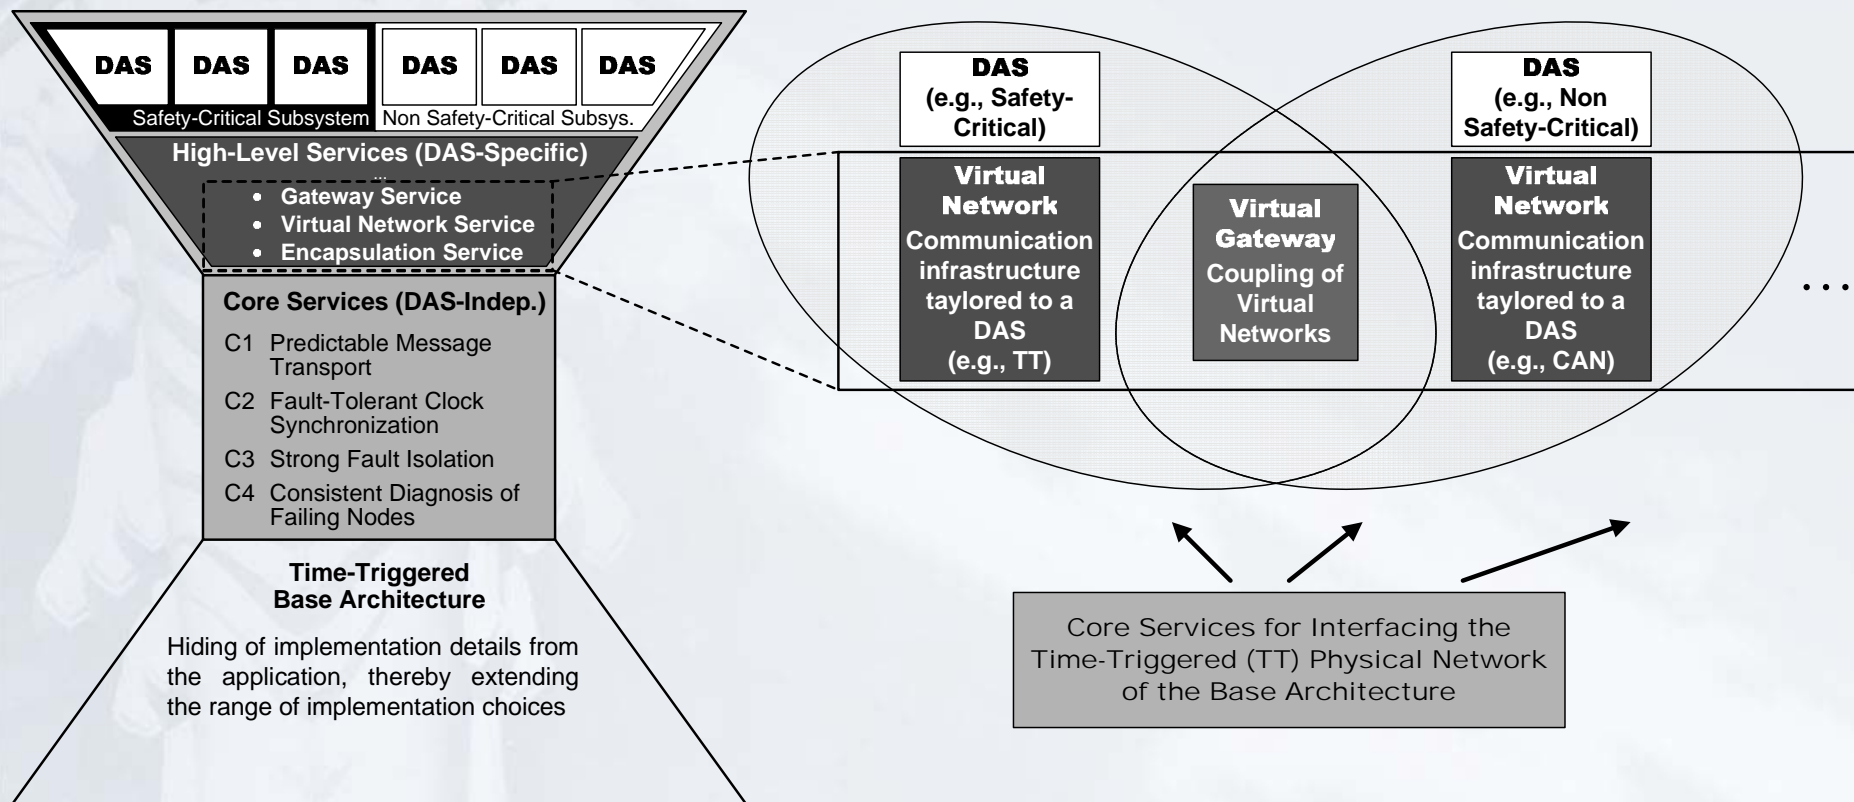 DAS DAS DAS DAS DAS DAS
Safety-Critical Subsystem Non Safety-Critical Subsys.
High-Level Services (DAS-Specific)
...
• Gateway Service
• Virtual Network Service
• Encapsulation Service
Core Services (DAS-Indep.)
C1 Predictable Message
Transport
C2 Fault-Tolerant Clock
Synchronization
C3 Strong Fault Isolation
C4 Consistent Diagnosis of
Failing Nodes
Time-Triggered
Base Architecture
Hiding of implementation details from
the application, thereby extending
the range of implementation choices
DAS
(e.g., Safety-
Critical)
Virtual
Network
Communication
infrastructure
taylored to a
DAS
(e.g., TT)
Virtual
Gateway
Coupling of
Virtual
Networks
DAS
(e.g., Non
Safety-Critical)
Virtual
Network
Communication
infrastructure
taylored to a
DAS
(e.g., CAN)
...
Core Services for Interfacing the
Time-Triggered (TT) Physical Network
of the Base Architecture